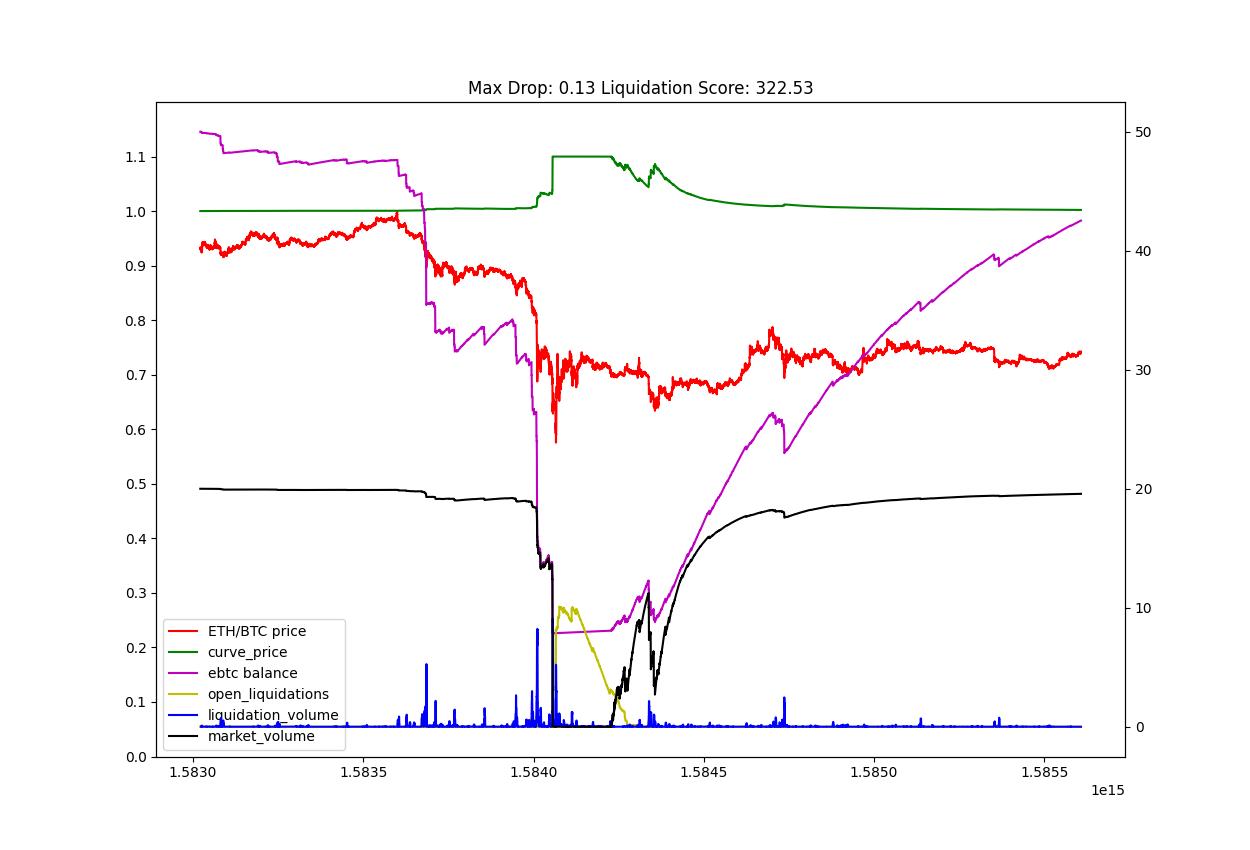 Max Drop: 0.13 Liquidation Score: 322.53
1.1
1.0
0.9
0.8
0.7
0.6
0.5
0.4
0.3
0.2
0.1
0.0
50
40
30
20
10
0
ETH/BTC price
curve_price
ebtc balance
open_liquidations
liquidation_volume
market_volume
1.5830 1.5835 1.5840 1.5845 1.5850 1.5855
1e15